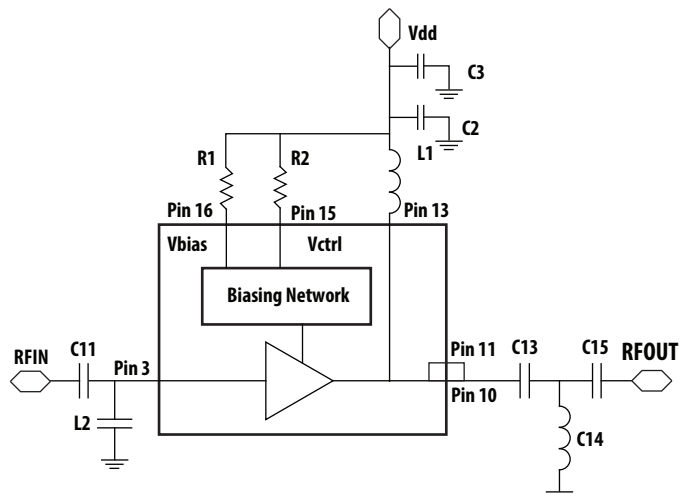 Vdd
C3
C2
R1
R2
L1
Pin 16
Pin 15
Pin 13
Vbias
Vctrl
Biasing Network
RFIN
C11
Pin 3
Pin 11
C13
C15
RFOUT
Pin 10
L2
C14